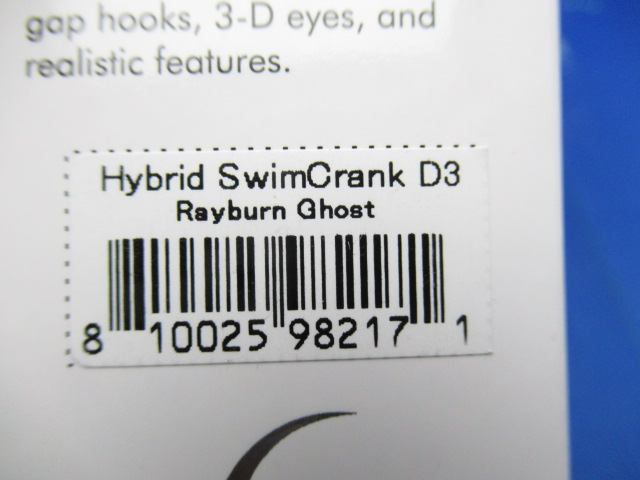 gap hooks, 3-D eyes, and
realistic features.
Hybrid SwimCrank D3
Rayburn Ghost
8 10025 98217 1